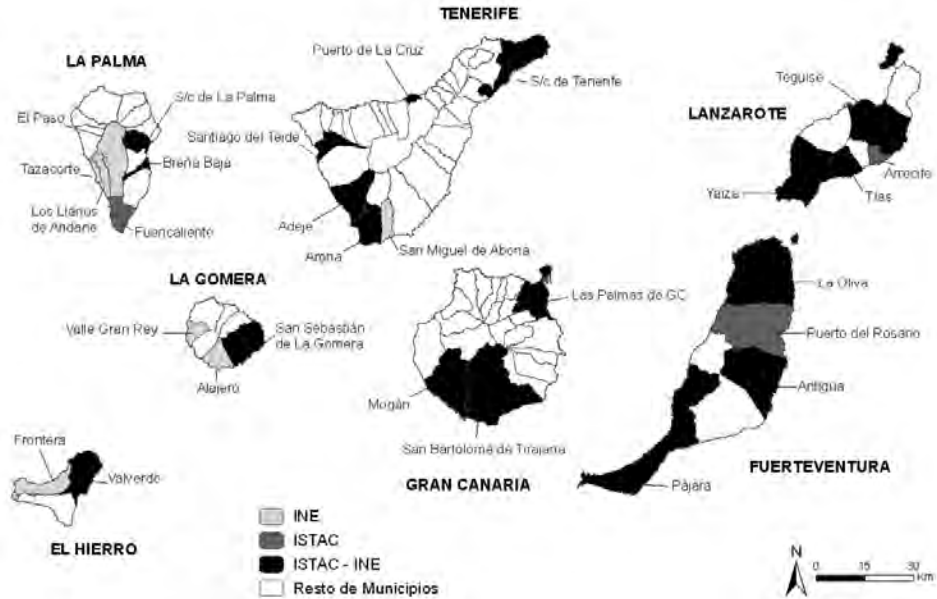 TENERIFE
Puerto de La Cruz
S/c de Tenerife
Santiago del Teide
Adeje
Arona
San Miguel de Abona
LA PALMA
S/c de La Palma
El Paso
Breña Baja
Tazacorte
Los Llanos
de Aridane
Fuencaliente
LANZAROTE
Teguise
Arrecife
Tías
Yaiza
LA GOMERA
Valle Gran Rey
San Sebastián
de La Gomera
Alajeró
Las Palmas de GC
Mogán
San Bartolomé de Tirajana
GRAN CANARIA
La Oliva
Puerto del Rosario
Antigua
Pájara
FUERTEVENTURA
Frontera
Valverde
EL HIERRO
INE
ISTAC
ISTAC - INE
Resto de Municipios
N
0 15 30
Km